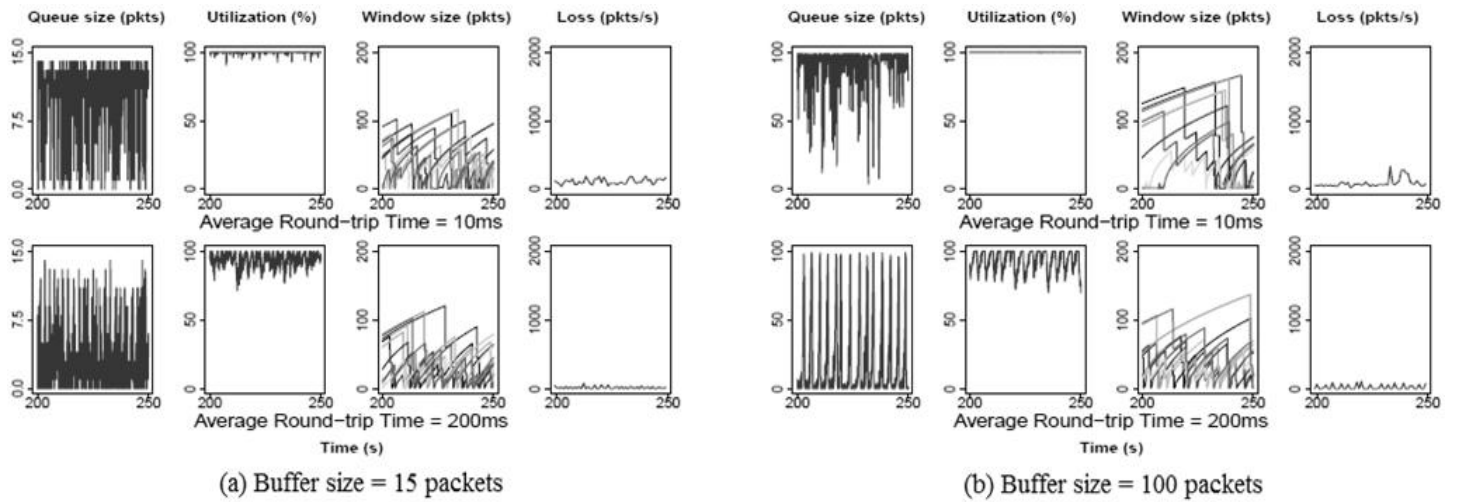 Queue size (pkts) Utilization (%) Window size (pkts) Loss (pkts/s)
15.0 7.5 0.0
100 50 0
200 100 0
2000 1000 0
200 250 200 250 200 250 200 250
Average Round-trip Time = 10ms
15.0 7.5 0.0
100 50 0
200 100 0
2000 1000 0
200 250 200 250 200 250 200 250
Average Round-trip Time = 200ms
Time (s)
(a) Buffer size = 15 packets
Queue size (pkts) Utilization (%) Window size (pkts) Loss (pkts/s)
100 50 0
100 50 0
200 100 0
2000 1000 0
200 250 200 250 200 250 200 250
Average Round-trip Time = 10ms
100 50 0
100 50 0
200 100 0
2000 1000 0
200 250 200 250 200 250 200 250
Average Round-trip Time = 200ms
Time (s)
(b) Buffer size = 100 packets